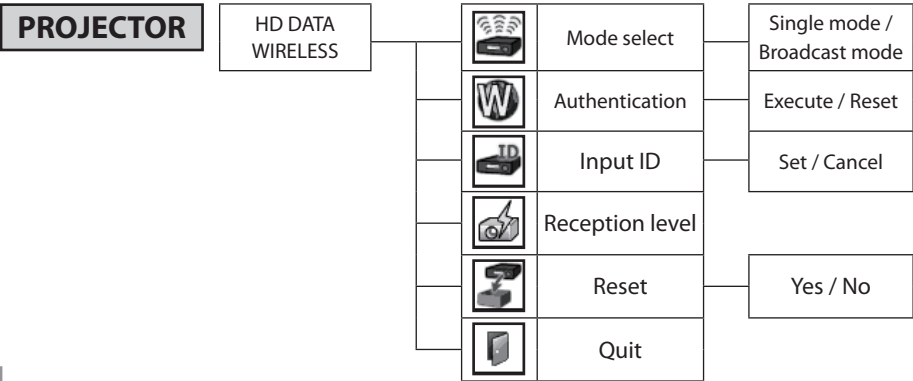 PROJECTOR
HD DATA
WIRELESS
Mode select
Single mode /
Broadcast mode
W
Authentication
Execute / Reset
ID
Input ID
Set / Cancel
Reception level
Reset
Yes / No
Quit